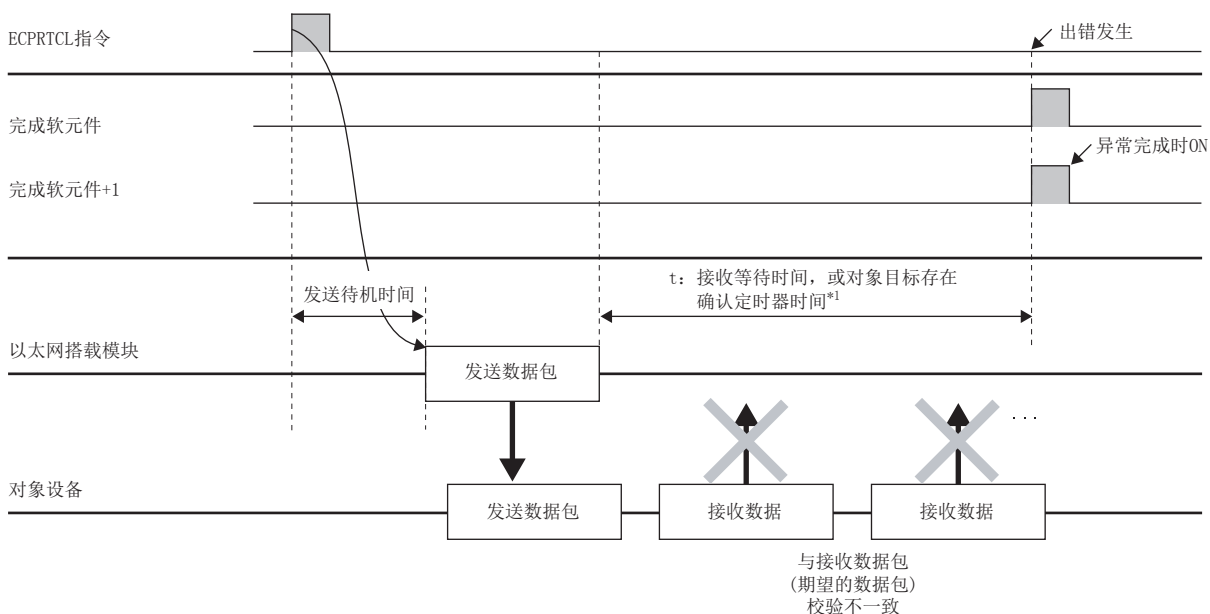 ECPRTCL指令
出错发生
完成软元件
异常完成时ON
完成软元件+1
t：接收等待时间，或对象目标存在
确认定时器时间*1
发送待机时间
以太网搭载模块
发送数据包
...
对象设备
发送数据包
接收数据
接收数据
与接收数据包
(期望的数据包)
校验不一致